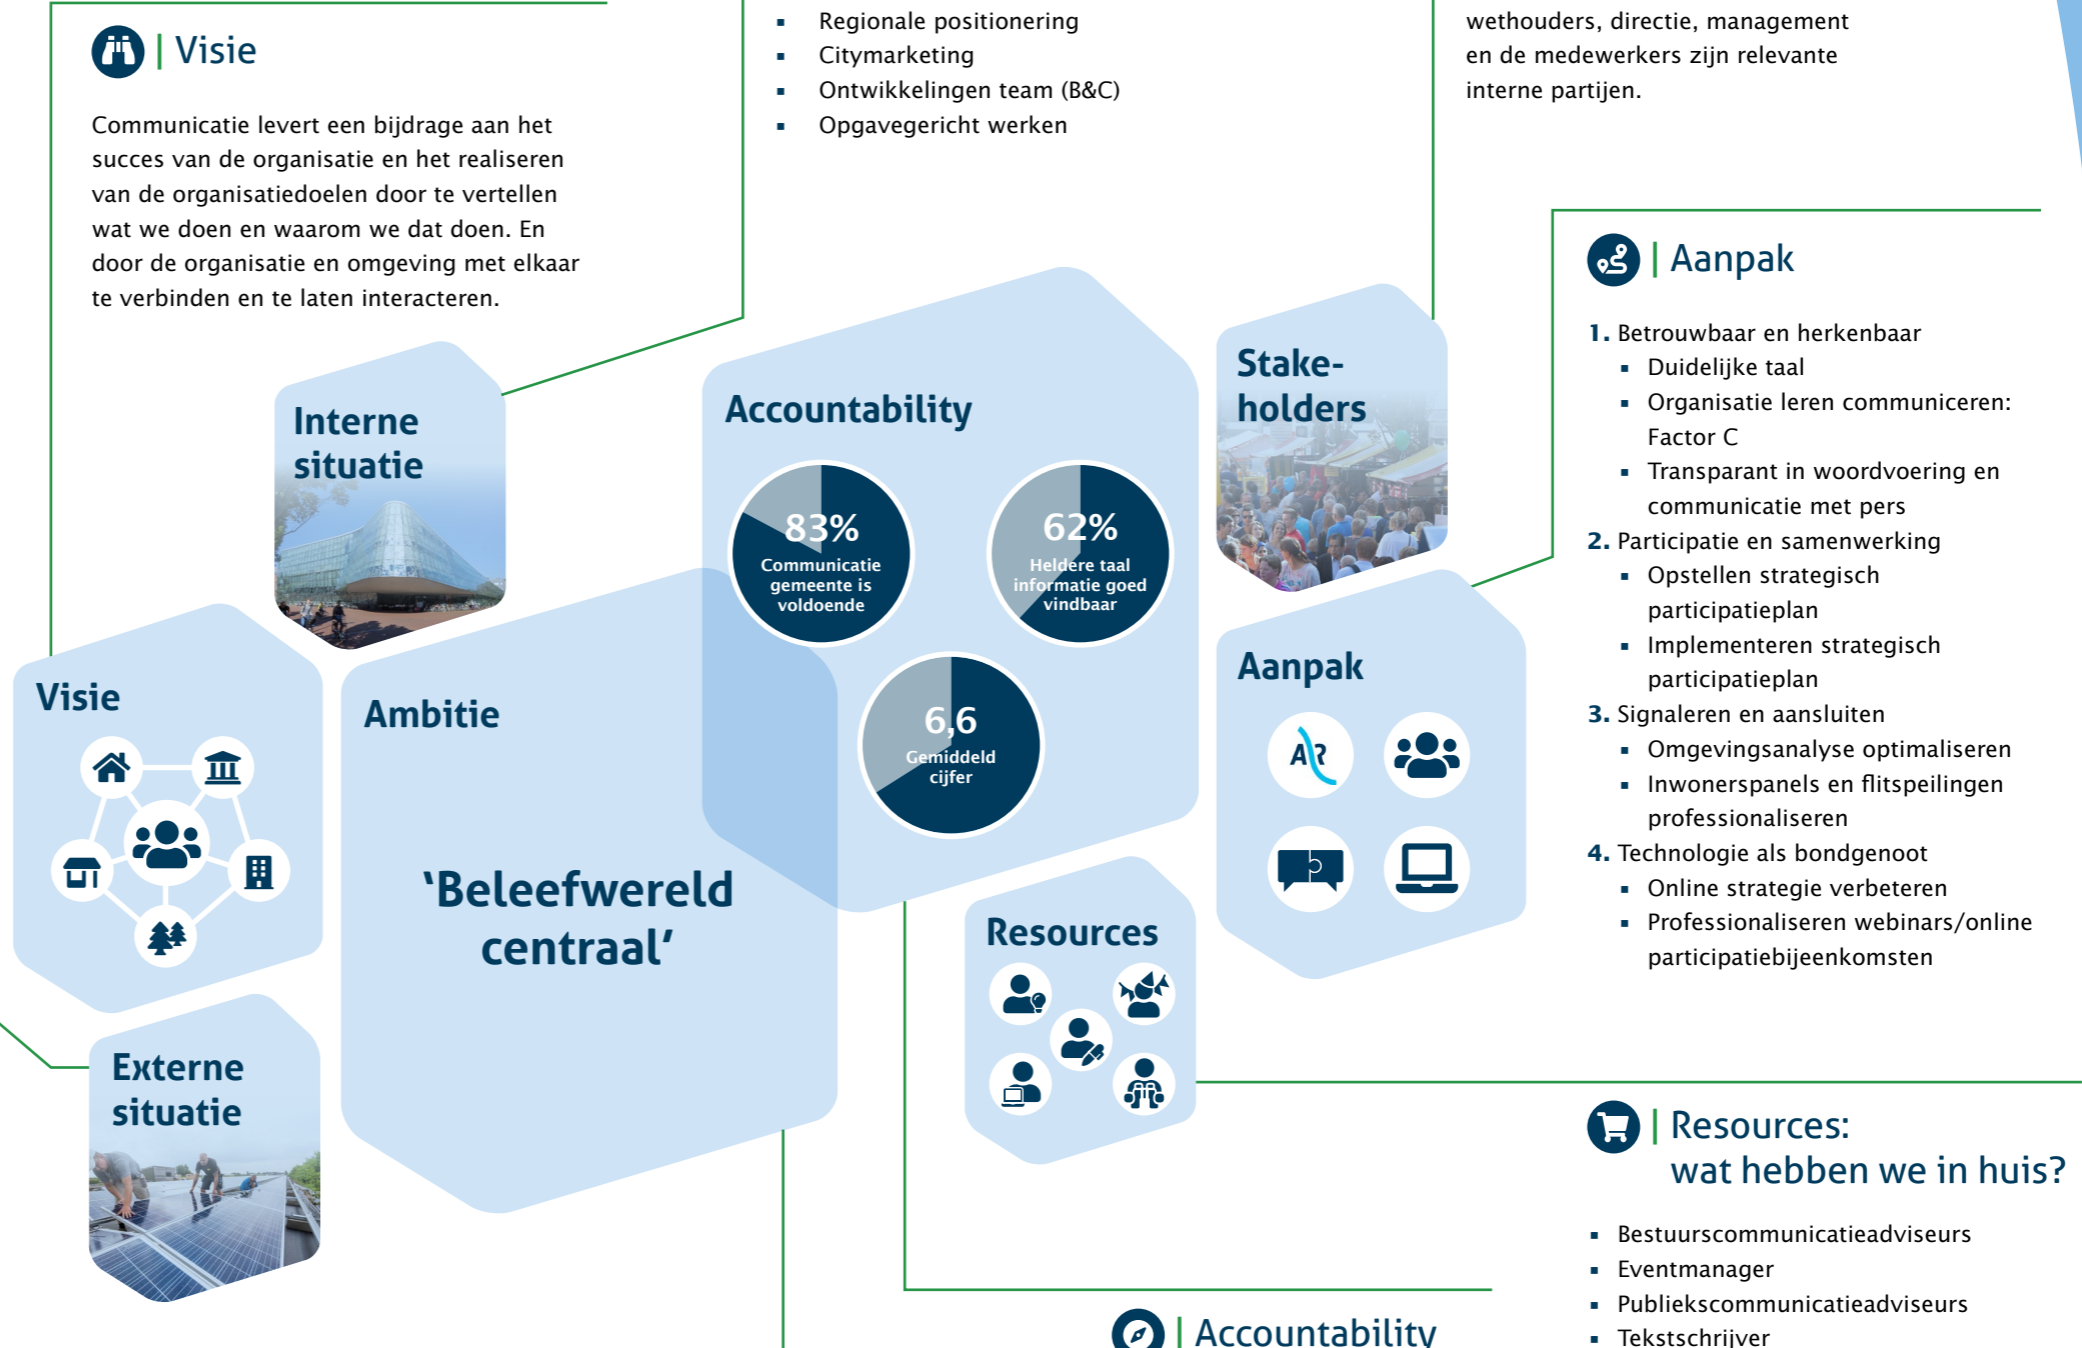 Visie
Communicatie levert een bijdrage aan het
succes van de organisatie en het realiseren
van de organisatiedoelen door te vertellen
wat we doen en waarom we dat doen. En
door de organisatie en omgeving met elkaar
te verbinden en te laten interacteren.
▪ Regionale positionering
▪ Citymarketing
▪ Ontwikkelingen team (B&C)
▪ Opgavegericht werken
wethouders, directie, management
en de medewerkers zijn relevante
interne partijen.
Interne
situatie
Accountability
83%
Communicatie
gemeente is
voldoende
62%
Heldere taal
informatie goed
vindbaar
6,6
Gemiddeld
cijfer
Stake-
holders
Visie
Ambitie
‘Beleefwereld
centraal’
Aanpak
AR
Resources
Externe
situatie
Aanpak
1. Betrouwbaar en herkenbaar
▪ Duidelijke taal
▪ Organisatie leren communiceren:
Factor C
▪ Transparant in woordvoering en
communicatie met pers
2. Participatie en samenwerking
▪ Opstellen strategisch
participatieplan
▪ Implementeren strategisch
participatieplan
3. Signaleren en aansluiten
▪ Omgevingsanalyse optimaliseren
▪ Inwonerspanels en flitspeilingen
professionaliseren
4. Technologie als bondgenoot
▪ Online strategie verbeteren
▪ Professionaliseren webinars/online
participatiebijeenkomsten
Resources:
wat hebben we in huis?
▪ Bestuurscommunicatieadviseurs
▪ Eventmanager
▪ Publiekscommunicatieadviseurs
▪ Tekstschrijver
Accountability